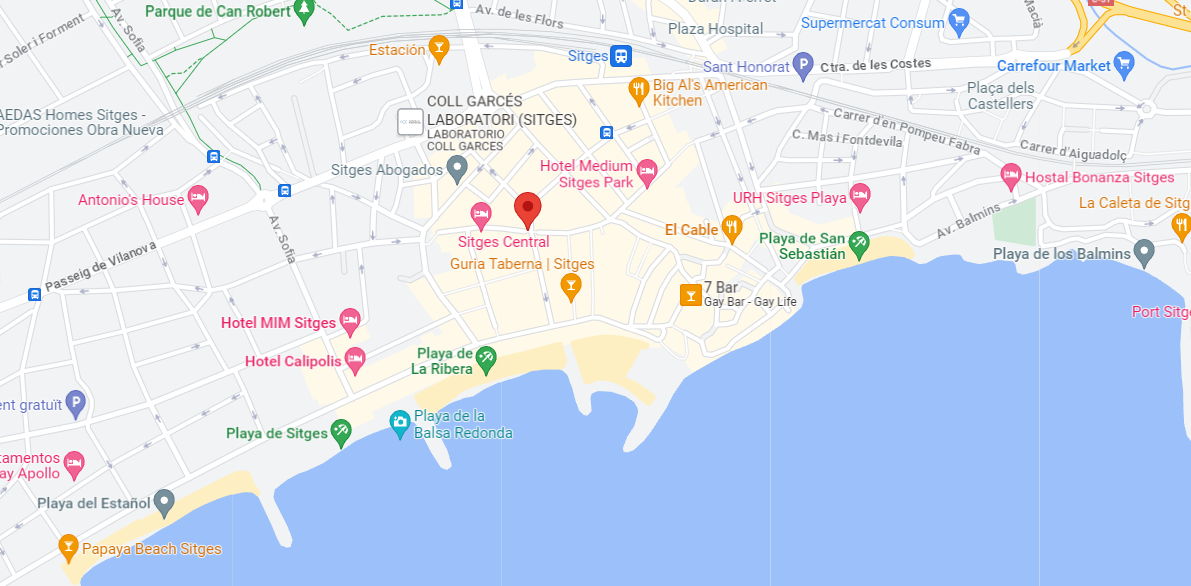 Parque de Can Robert
Av. de les Flors
Durán i Ferret
Macià
C-31
St
Plaza Hospital
Supermercat Consum
r Soler i Forment
Av. Sofia
Estación
Sitges
Sant Honorat
Ctra. de les Costes
Carrefour Market
Big Al's American
Kitchen
Plaça dels
Castellers
COLL GARCÉS
LABORATORI (SITGES)
LABORATORIO
COLL GARCES
AEDAS Homes Sitges -
Promociones Obra Nueva
Carrer d'en Pompeu Fabra
C. Mas i Fontdevila
Carrer d'Aiguadolç
Sitges Abogados
Hotel Medium
Sitges Park
Hostal Bonanza Sitges
Antonio's House
URH Sitges Playa
La Caleta de Sitg
Av. Sofia
Sitges Central
El Cable
Av. Balmins
Playa de San
Sebastián
Playa de los Balmins
Passeig de Vilanova
Guria Taberna | Sitges
7 Bar
Gay Bar - Gay Life
Port Sitge
Hotel MIM Sitges
Hotel Calipolis
Playa de
La Ribera
ent gratuït
Playa de la
Balsa Redonda
Playa de Sitges
tamentos
ay Apollo
Playa del Español
Papaya Beach Sitges